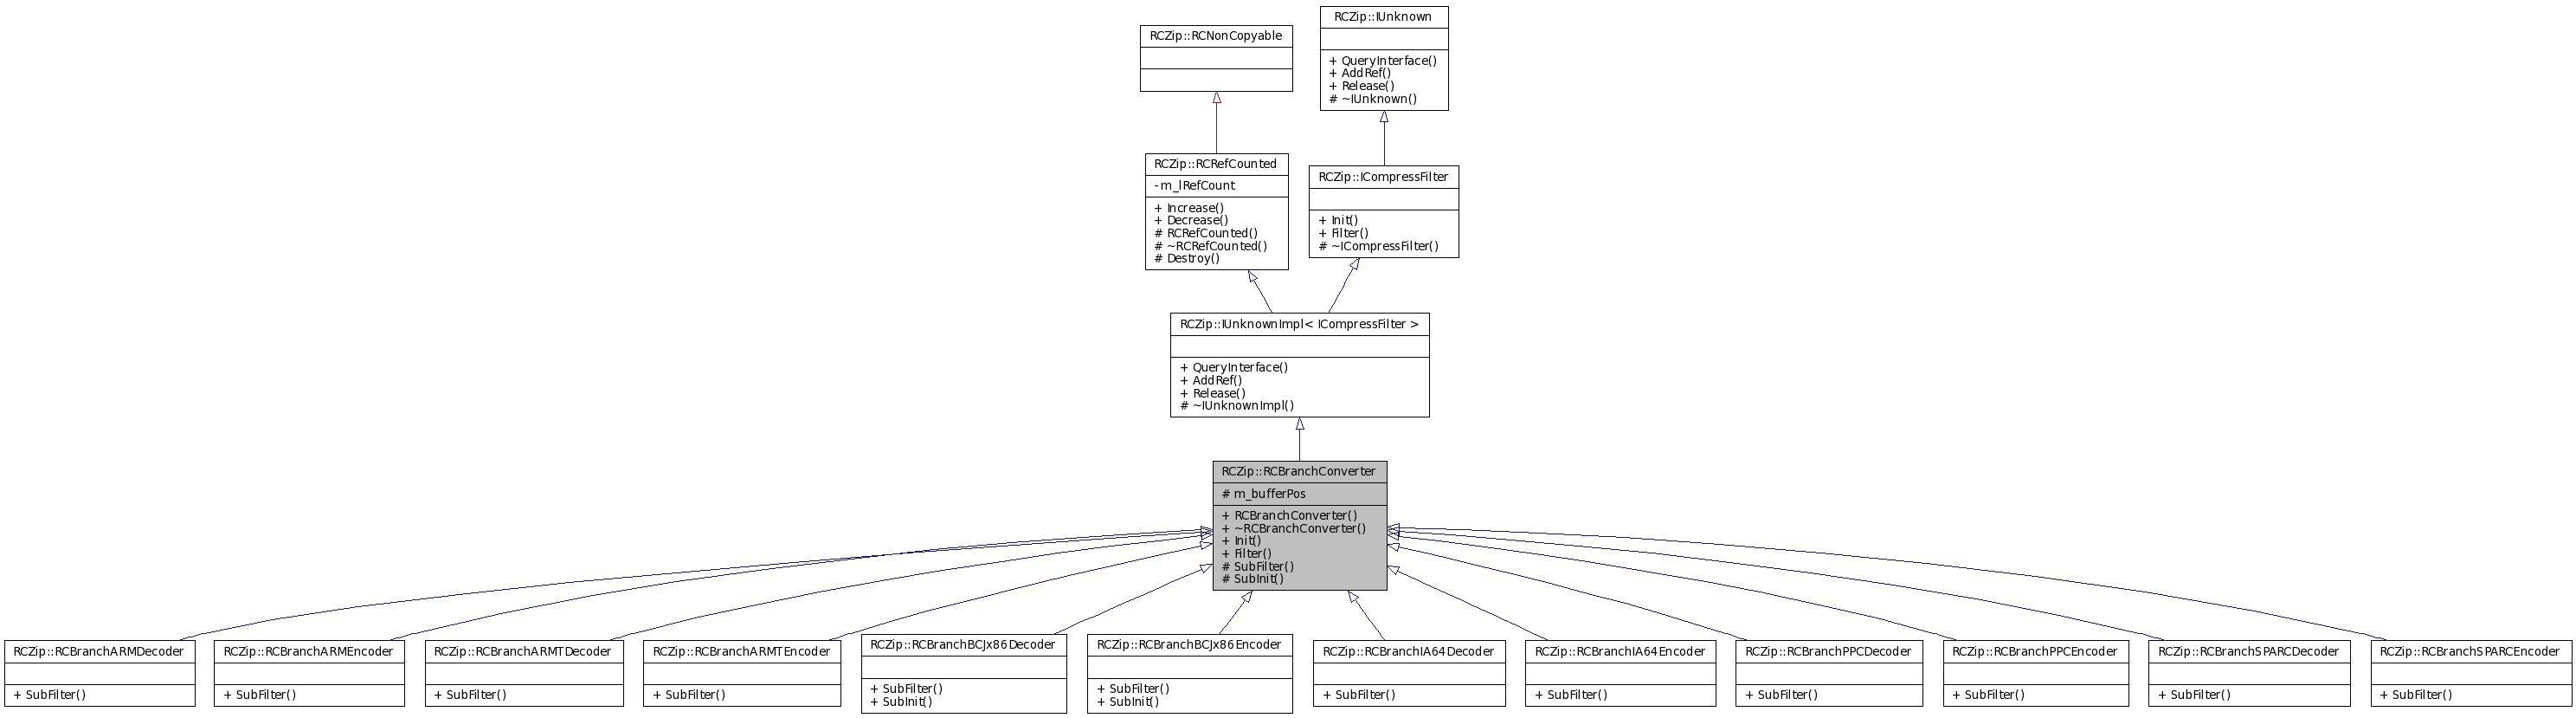 RCZip::RCNonCopyable
RCZip::IUnknown
+ QueryInterface()
+ AddRef()
+ Release()
# ~IUnknown()
RCZip::RCRefCounted
- m_lRefCount
+ Increase()
+ Decrease()
# RCRefCounted()
# ~RCRefCounted()
# Destroy()
RCZip::ICompressFilter
+ Init()
+ Filter()
# ~ICompressFilter()
RCZip::IUnknownImpl< ICompressFilter >
+ QueryInterface()
+ AddRef()
+ Release()
# ~IUnknownImpl()
RCZip::RCBranchConverter
# m_bufferPos
+ RCBranchConverter()
+ ~RCBranchConverter()
+ Init()
+ Filter()
# SubFilter()
# SubInit()
RCZip::RCBranchARMDecoder
+ SubFilter()
RCZip::RCBranchARMEncoder
+ SubFilter()
RCZip::RCBranchARMTDecoder
+ SubFilter()
RCZip::RCBranchARMTEncoder
+ SubFilter()
RCZip::RCBranchBCJx86Decoder
+ SubFilter()
+ SubInit()
RCZip::RCBranchBCJx86Encoder
+ SubFilter()
+ SubInit()
RCZip::RCBranchIA64Decoder
+ SubFilter()
RCZip::RCBranchIA64Encoder
+ SubFilter()
RCZip::RCBranchPPCDecoder
+ SubFilter()
RCZip::RCBranchPPCEncoder
+ SubFilter()
RCZip::RCBranchSPARCDecoder
+ SubFilter()
RCZip::RCBranchSPARCEncoder
+ SubFilter()